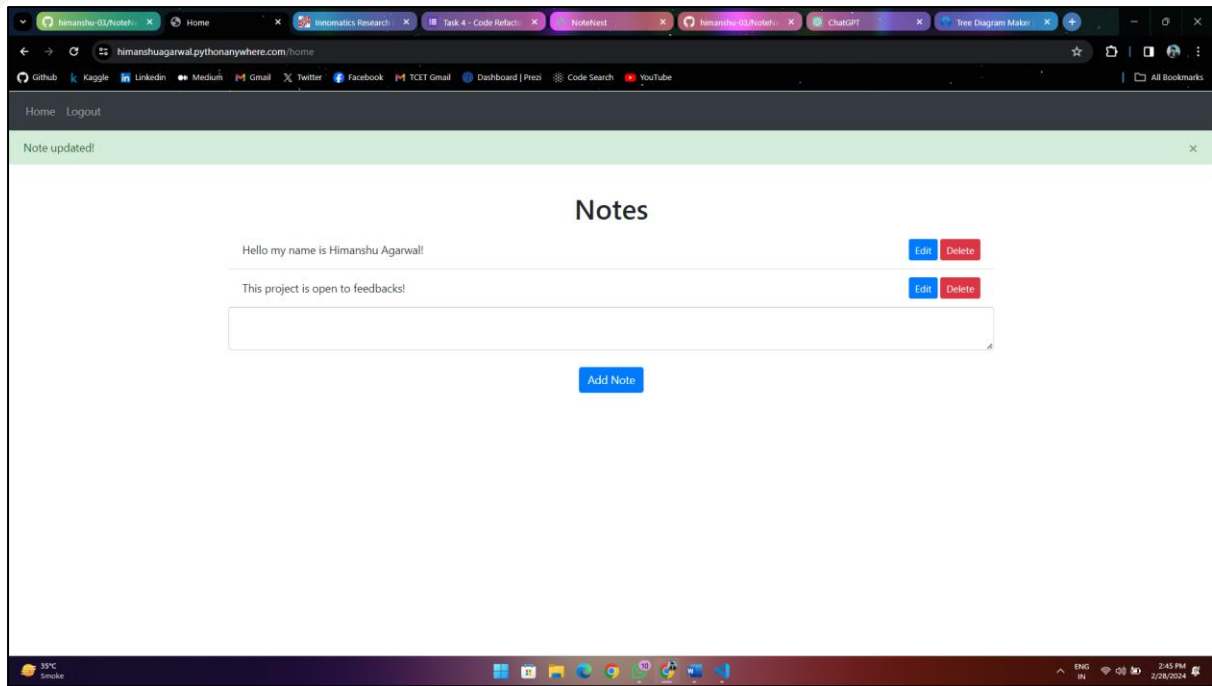 himanshu-03/NoteN
Home
Innomatics Research
Task 4 - Code Refacto
NoteNest
himanshu-03/NoteN
ChatGPT
Tree Diagram Maker
himanshuagarwal.pythonanywhere.com/home
Github Kaggle Linkedin Medium Gmail Twitter Facebook TCET Gmail Dashboard | Prezi Code Search YouTube All Bookmarks
Home Logout
Note updated! ×
Notes
Hello my name is Himanshu Agarwal! Edit Delete
This project is open to feedbacks! Edit Delete
Add Note
35°C
Smoke
10
ENG
IN
2:45 PM
2/28/2024